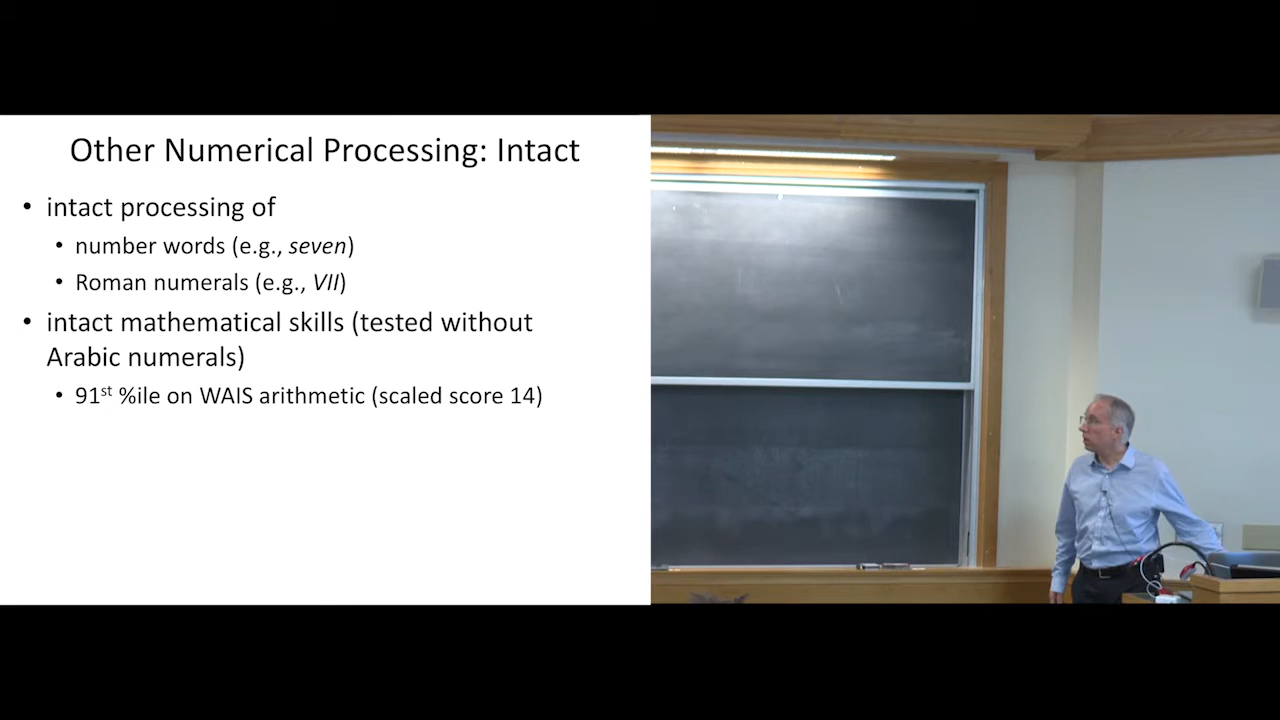 Other Numerical Processing: Intact
• intact processing of
• number words (e.g., seven)
• Roman numerals (e.g., VII)
• intact mathematical skills (tested without
Arabic numerals)
• 91st %ile on WAIS arithmetic (scaled score 14)